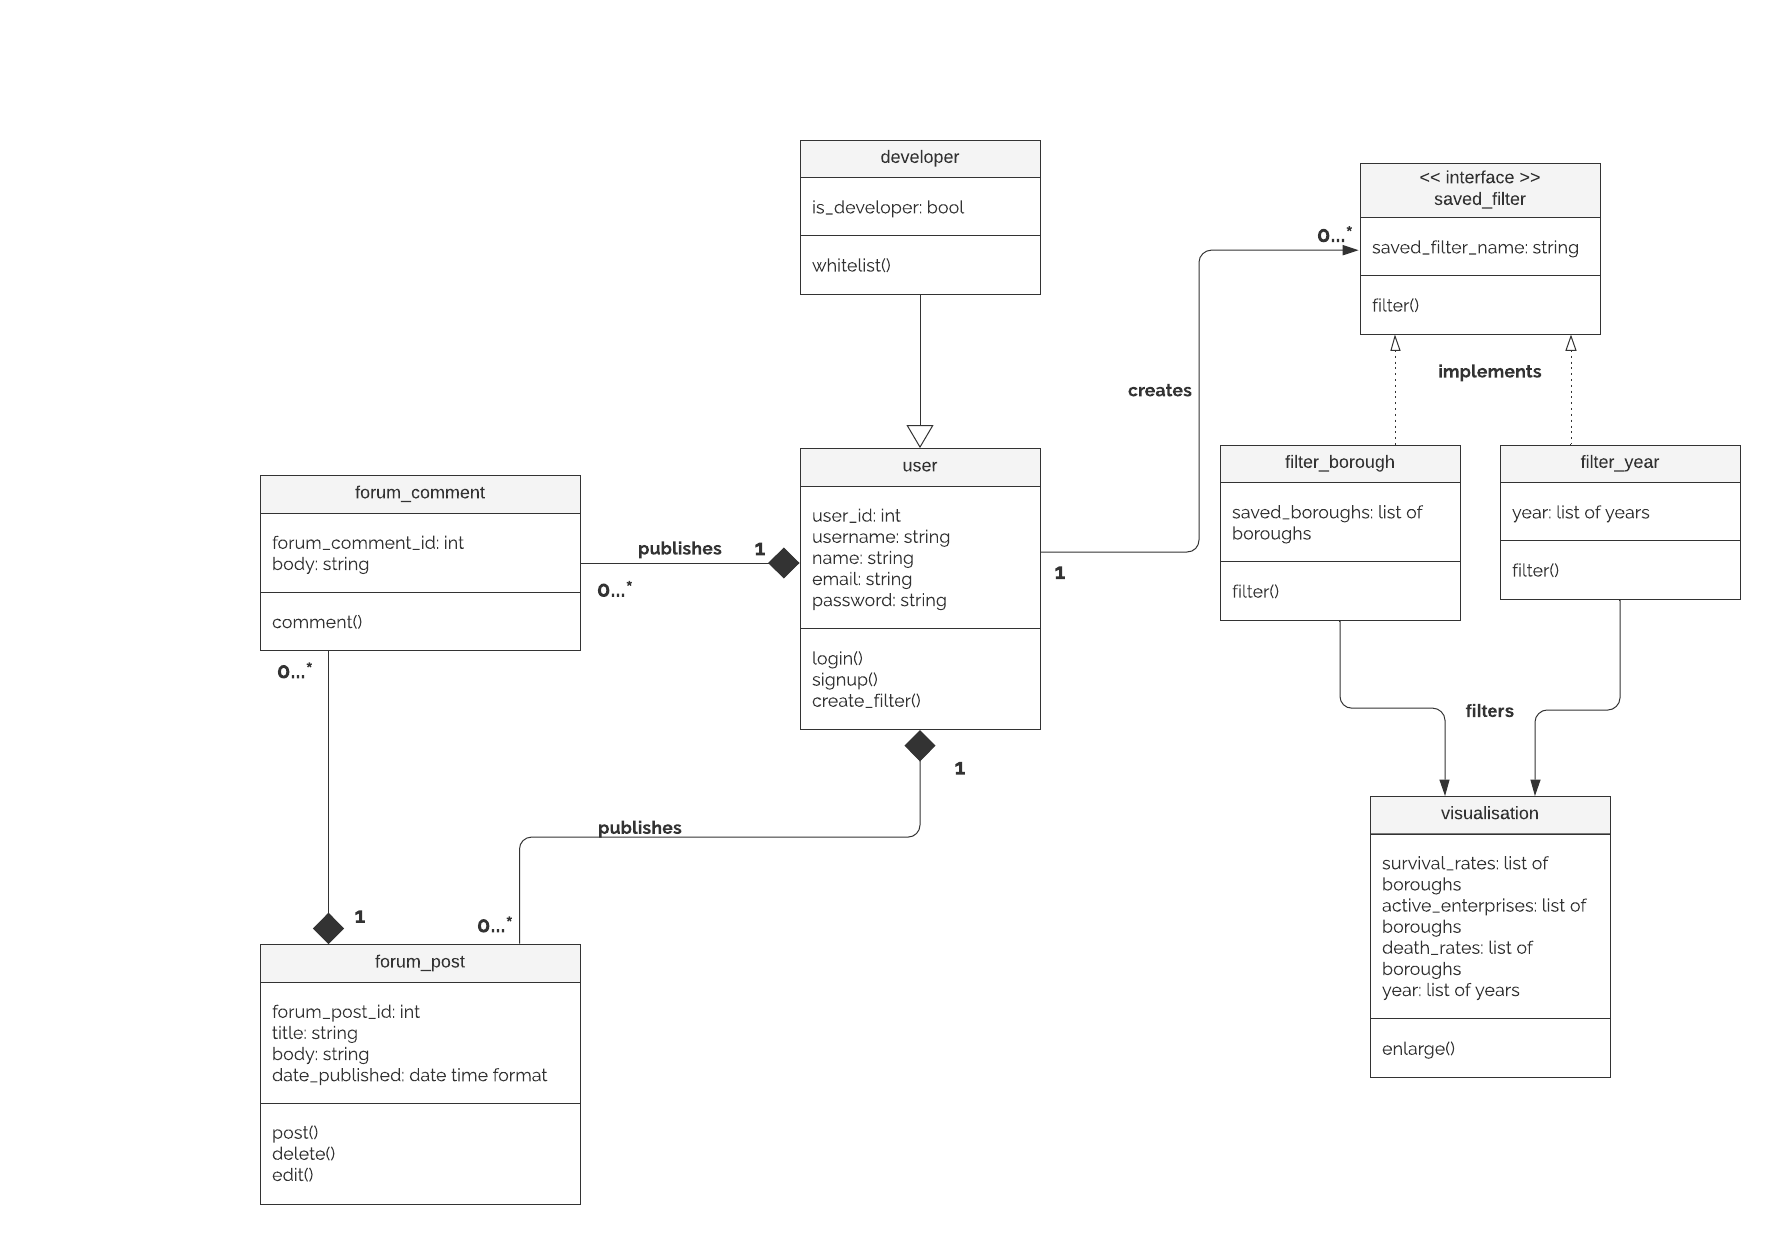 developer
is_developer: bool
whitelist()
<< interface >>
saved_filter
saved_filter_name: string
filter()
0...*
creates
1
implements
filter_borough
saved_boroughs: list of
boroughs
filter()
filter_year
year: list of years
filter()
user
user_id: int
username: string
name: string
email: string
password: string
login()
signup()
create_filter()
forum_comment
forum_comment_id: int
body: string
comment()
publishes
1
0...*
0...*
1
filters
1
publishes
0...*
forum_post
forum_post_id: int
title: string
body: string
date_published: date time format
post()
delete()
edit()
visualisation
survival_rates: list of
boroughs
active_enterprises: list of
boroughs
death_rates: list of
boroughs
year: list of years
enlarge()